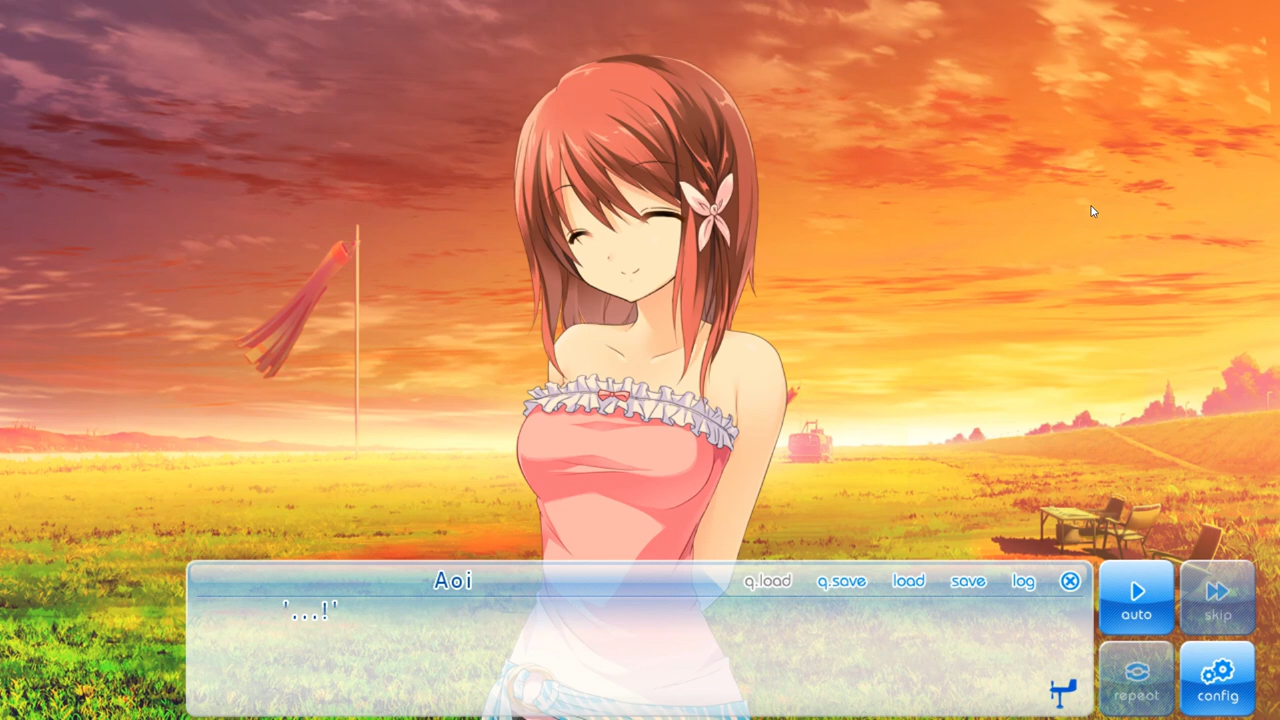 Aoi
q.load q.save load save log
'...!'
auto skip
repeat config